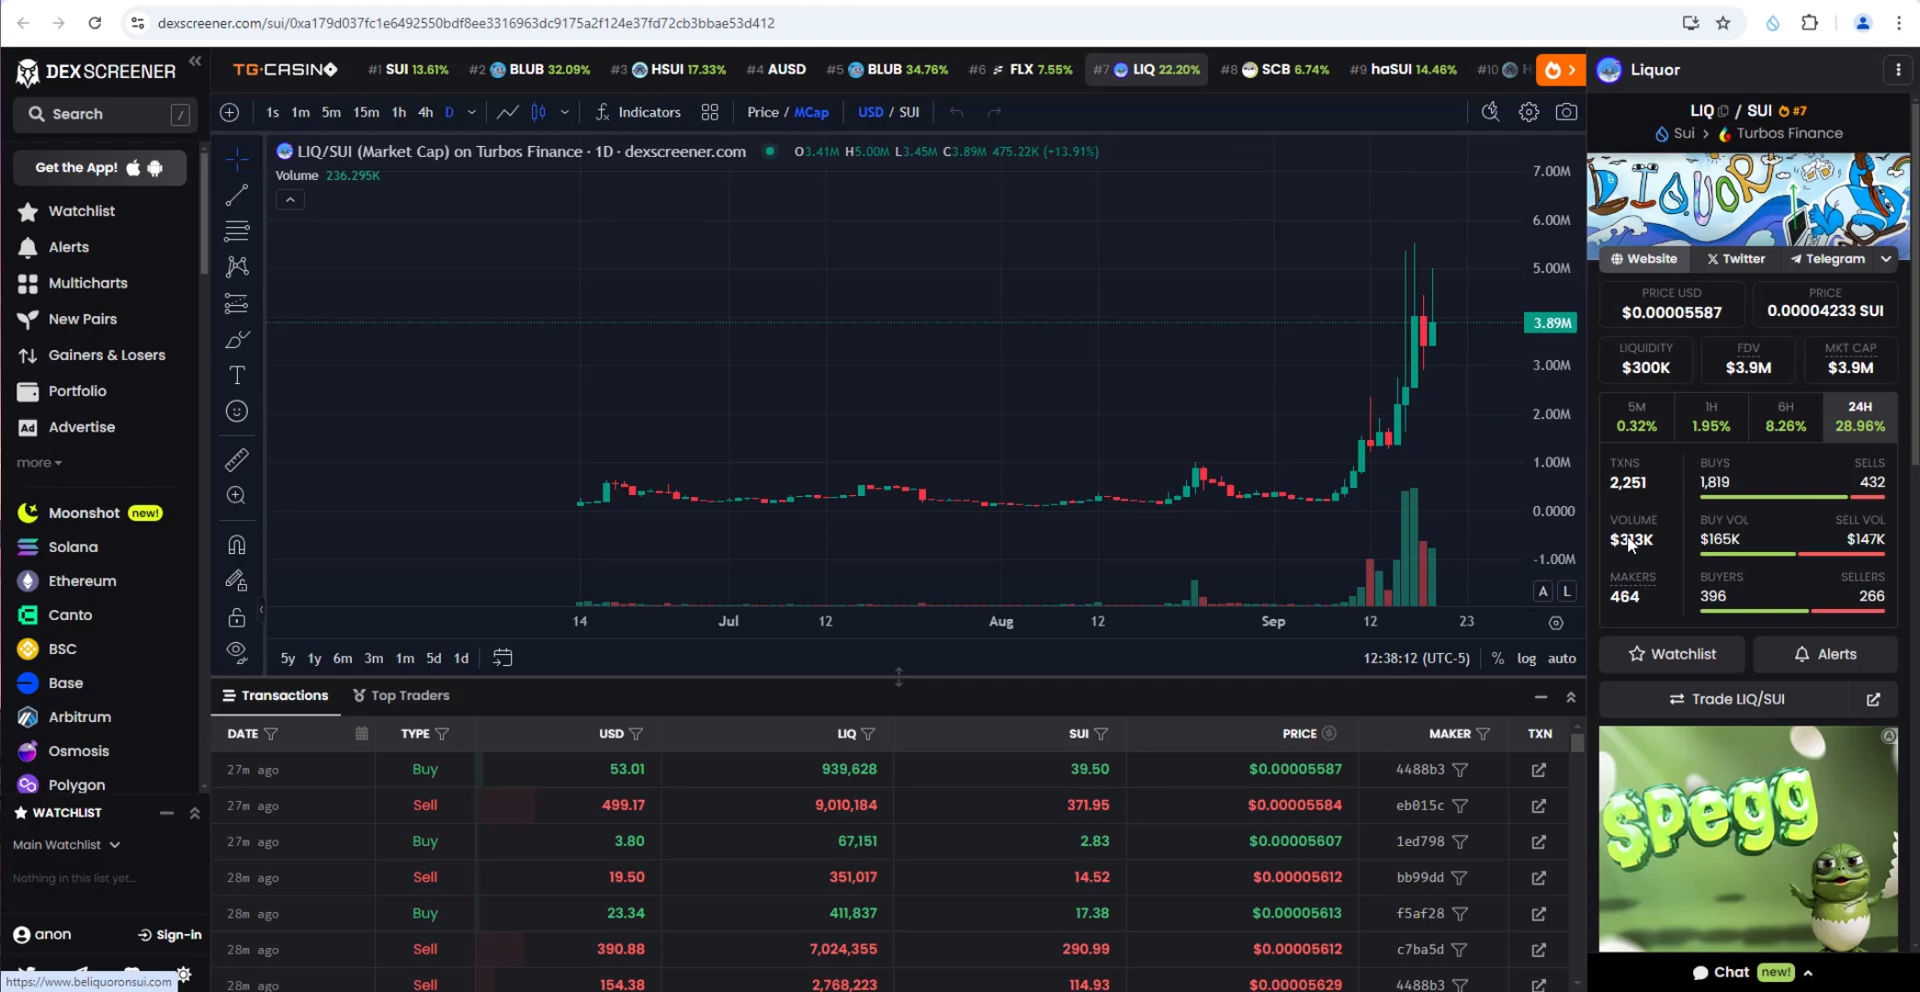 dexscreener.com/sui/0xa179d037fc1e6492550bdf8ee3316963dc9175a2f124e37fd72cb3bbae53d412
DEX SCREENER
Search /
Get the App!
Watchlist
Alerts
Multicharts
New Pairs
Gainers & Losers
Portfolio
Ad Advertise
more
Moonshot new!
Solana
Ethereum
Canto
BSC
Base
Arbitrum
Osmosis
Polygon
WATCHLIST
Main Watchlist
Nothing in this list yet...
anon Sign-in
https://www.beliquoronsui.com
TG.CASINO #1 SUI 13.61% #2 BLUB 32.09% #3 HSUI 17.33% #4 AUSD #5 BLUB 34.76% #6 FLX 7.55% #7 LIQ 22.20% #8 SCB 6.74% #9 haSUI 14.46% #10 H
1s 1m 5m 15m 1h 4h D Indicators Price / MCap USD / SUI
LIQ/SUI (Market Cap) on Turbos Finance · 1D · dexscreener.com O3.41M H5.00M L3.45M C3.89M 475.22K (+13.91%)
Volume 236.295K
7.00M
6.00M
5.00M
3.89M
3.00M
2.00M
1.00M
0.0000
-1.00M
A L
14 Jul 12 Aug 12 Sep 12 23
5y 1y 6m 3m 1m 5d 1d 12:38:12 (UTC-5) % log auto
Transactions Top Traders
DATE TYPE USD LIQ SUI PRICE MAKER TXN
27m ago Buy 53.01 939,628 39.50 $0.00005587 4488b3
27m ago Sell 499.17 9,010,184 371.95 $0.00005584 eb015c
27m ago Buy 3.80 67,151 2.83 $0.00005607 1ed798
28m ago Sell 19.50 351,017 14.52 $0.00005612 bb99dd
28m ago Buy 23.34 411,837 17.38 $0.00005613 f5af28
28m ago Sell 390.88 7,024,355 290.99 $0.00005612 c7ba5d
28m ago Sell 154.38 2,768,223 114.93 $0.00005629 4488b3
Liquor
LIQ / SUI #7
Sui > Turbos Finance
LIQUOR
Website Twitter Telegram
PRICE USD PRICE
$0.00005587 0.00004233 SUI
LIQUIDITY FDV MKT CAP
$300K $3.9M $3.9M
5M 1H 6H 24H
0.32% 1.95% 8.26% 28.96%
TXNS BUYS SELLS
2,251 1,819 432
VOLUME BUY VOL SELL VOL
$313K $165K $147K
MAKERS BUYERS SELLERS
464 396 266
Watchlist Alerts
Trade LIQ/SUI
Spegg
Chat new!